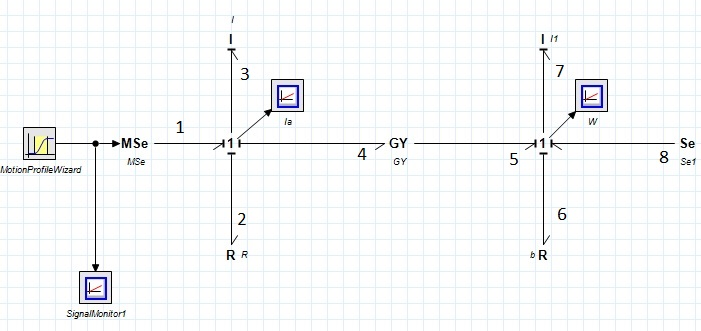 I
I
I I1
3
7
Ia
W
1
MSe
1
GY
1
Se
MotionProfileWizard
MSe
4
GY
5
8
Se1
2
6
R R
b R
SignalMonitor1